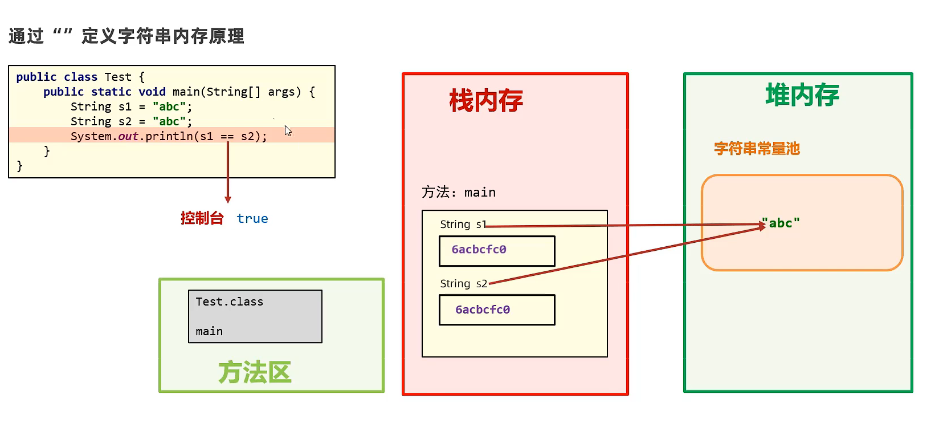 通过“”定义字符串内存原理
public class Test {
public static void main(String[] args) {
String s1 = "abc";
String s2 = "abc";
System.out.println(s1 == s2);
}
}
控制台 true
Test.class
main
方法区
栈内存
方法：main
String s1
6acbcfc0
String s2
6acbcfc0
堆内存
字符串常量池
"abc"